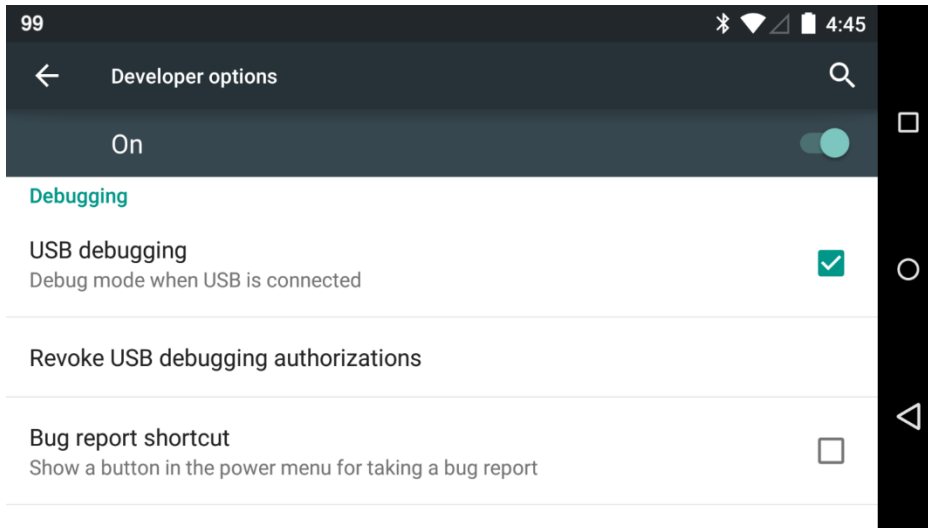 99 4:45
Developer options
On
Debugging
USB debugging
Debug mode when USB is connected
Revoke USB debugging authorizations
Bug report shortcut
Show a button in the power menu for taking a bug report